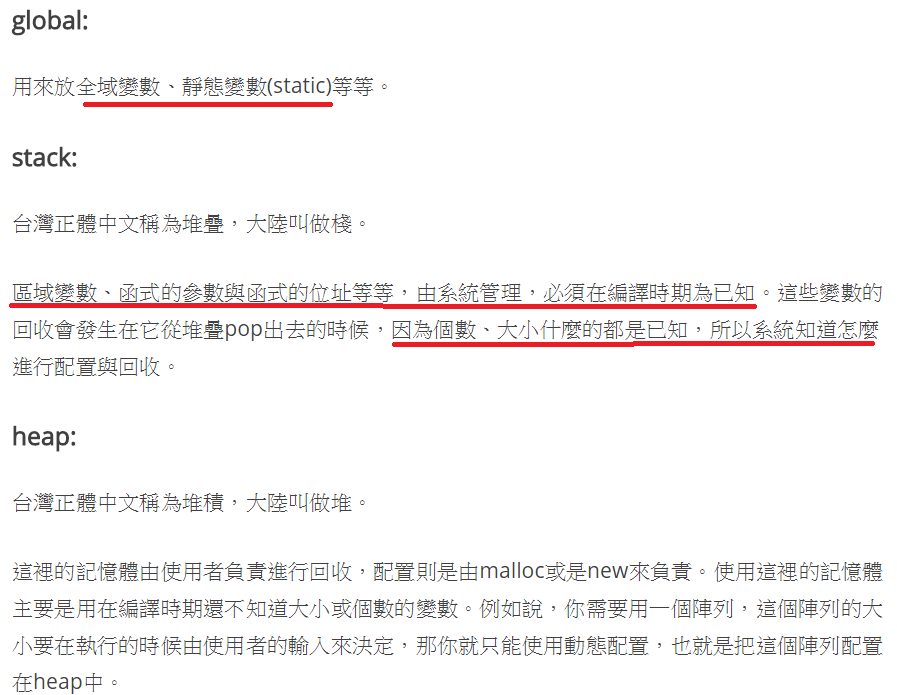 global:
用來放全域變數、靜態變數(static)等等。
stack:
台灣正體中文稱為堆疊，大陸叫做棧。
區域變數、函式的參數與函式的位址等等，由系統管理，必須在編譯時期為已知。這些變數的
回收會發生在它從堆疊pop出去的時候，因為個數、大小什麼的都是已知，所以系統知道怎麼
進行配置與回收。
heap:
台灣正體中文稱為堆積，大陸叫做堆。
這裡的記憶體由使用者負責進行回收，配置則是由malloc或是new來負責。使用這裡的記憶體
主要是用在編譯時期還不知道大小或個數的變數。例如說，你需要用一個陣列，這個陣列的大
小要在執行的時候由使用者的輸入來決定，那你就只能使用動態配置，也就是把這個陣列配置
在heap中。